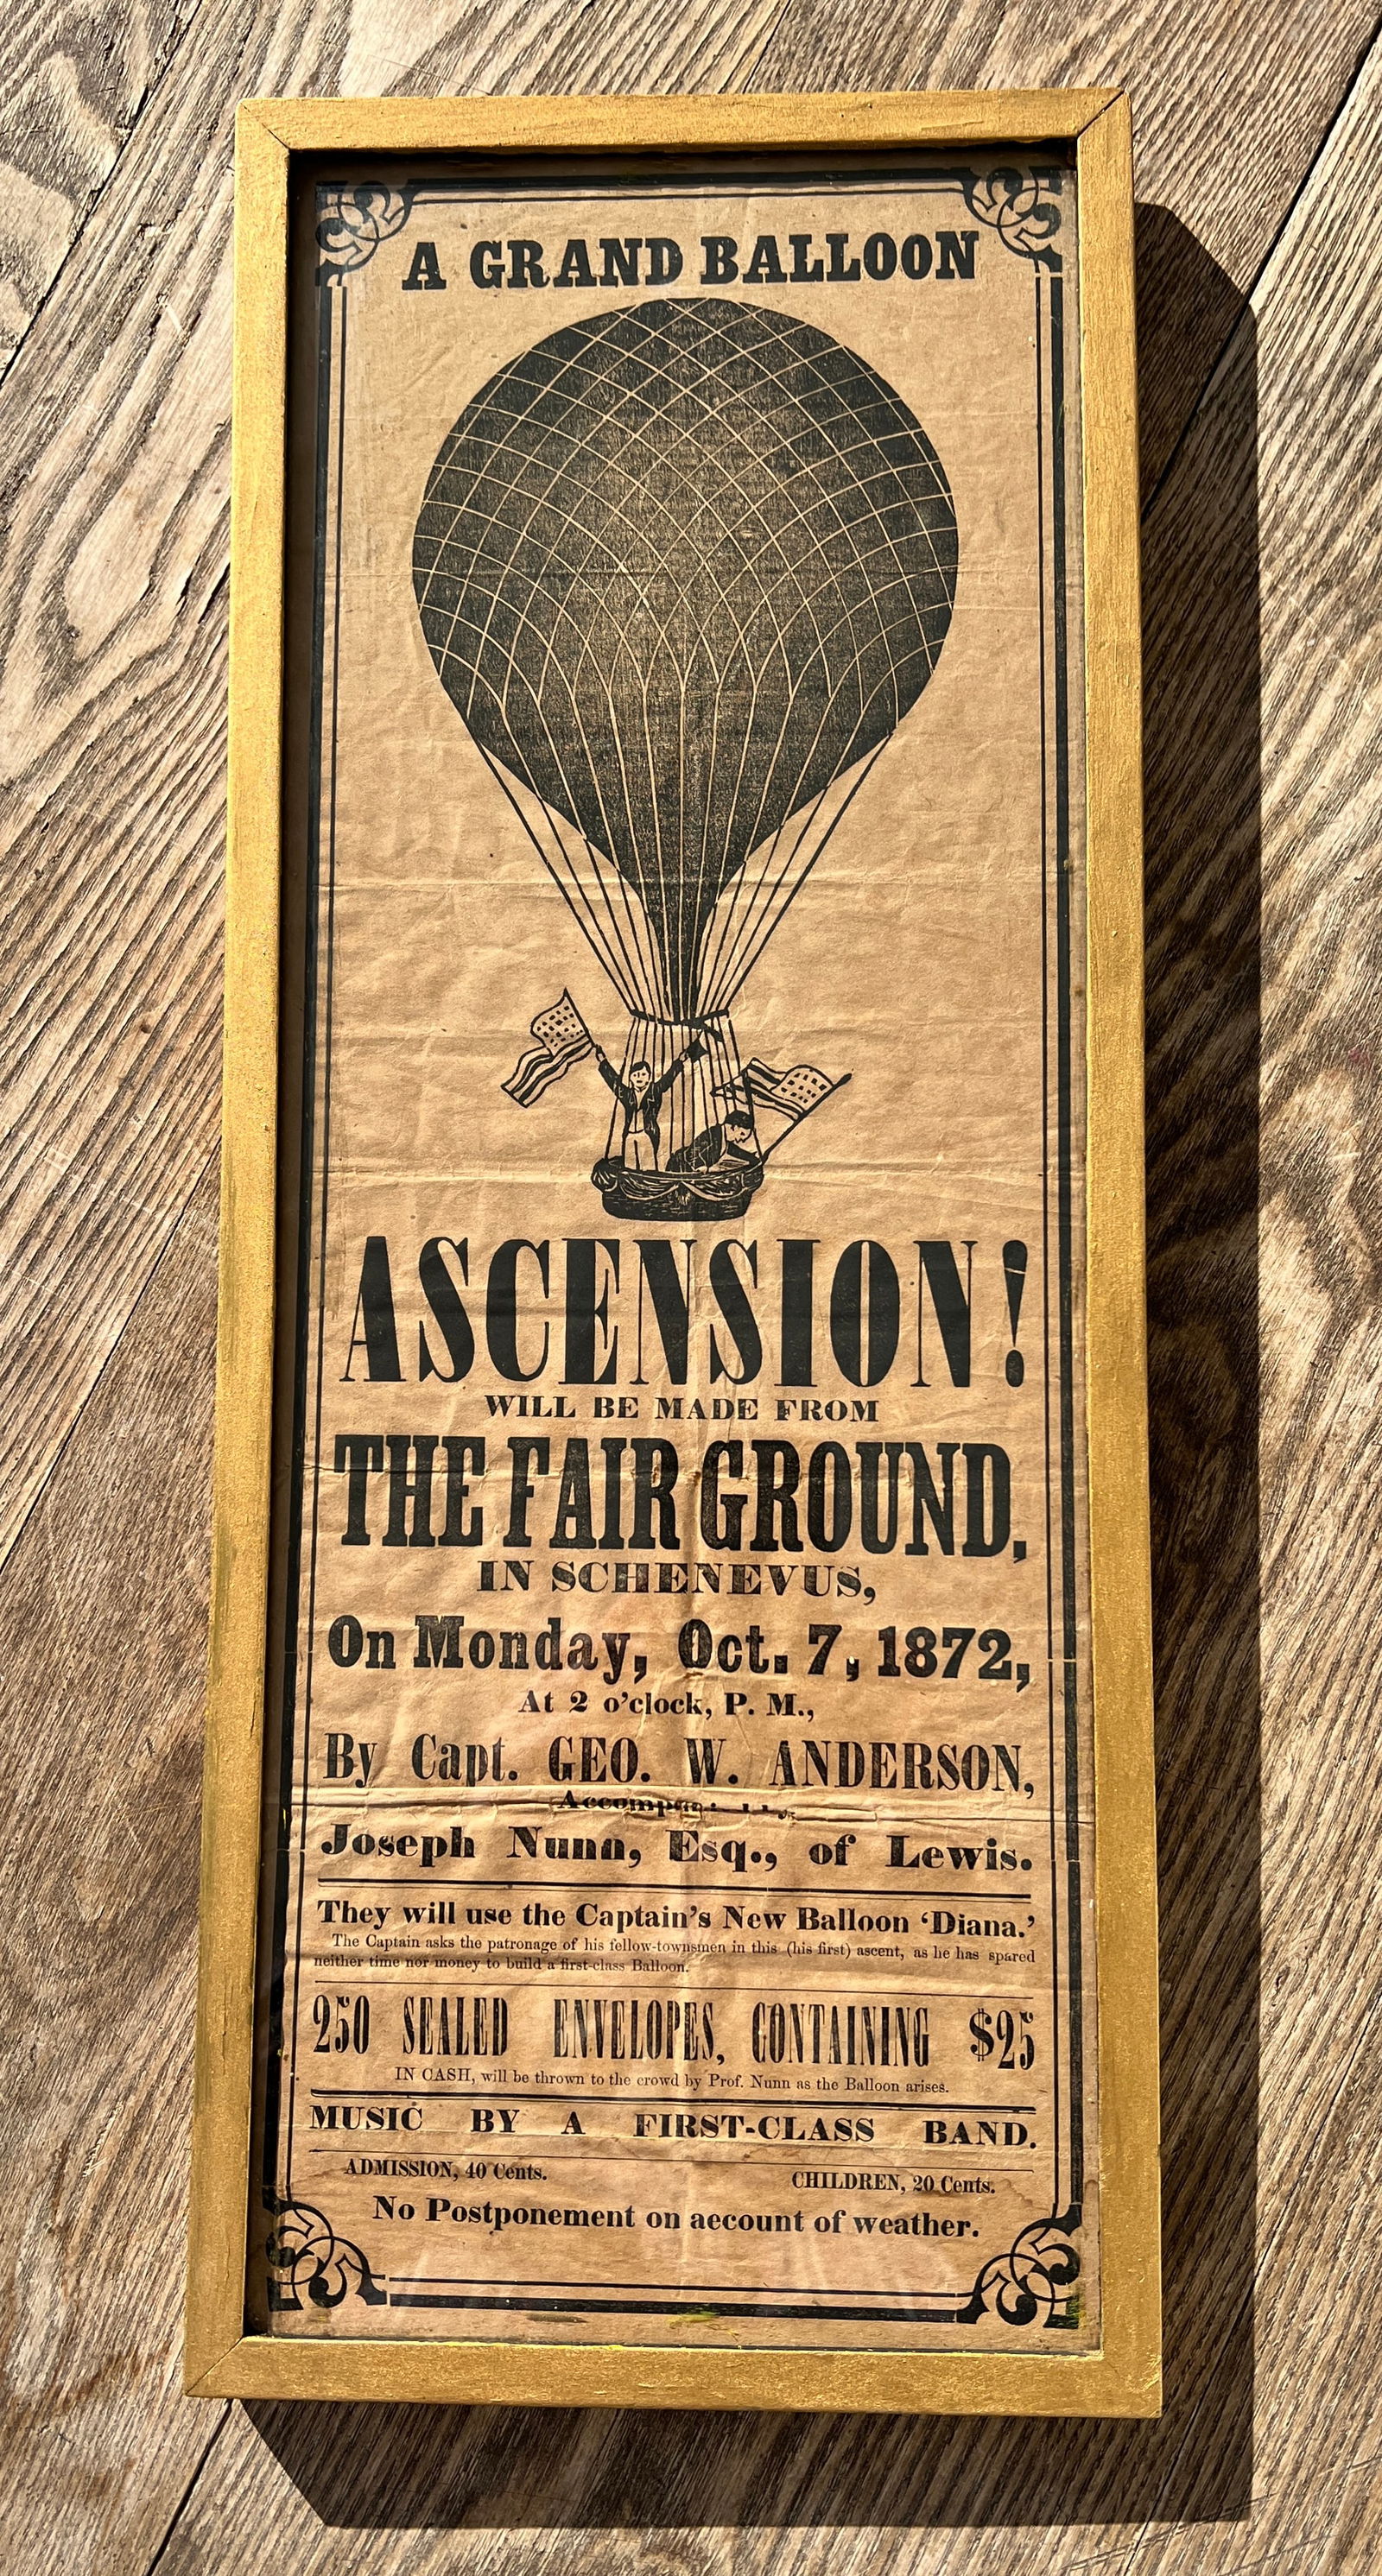 A GRAND BALLOON
ASCENSION!
WILL BE MADE FROM
THE FAIR GROUND,
IN SCHENEVUS,
On Monday, Oct. 7, 1872,
At 2 o'clock, P. M.,
By Capt. GEO. W. ANDERSON,
Joseph Nunn, Esq., of Lewis.
They will use the Captain's New Balloon 'Diana.'
The Captain asks the patronage of his fellow-townsmen in this (his first) ascent, as he has spared
neither time nor money to build a first-class Balloon.
250 SEALED ENVELOPES, CONTAINING $25
IN CASH, will be thrown to the crowd by Prof. Nunn as the Balloon arises.
MUSIC BY A FIRST-CLASS BAND.
ADMISSION, 40 Cents. CHILDREN, 20 Cents.
No Postponement on aecount of weather.